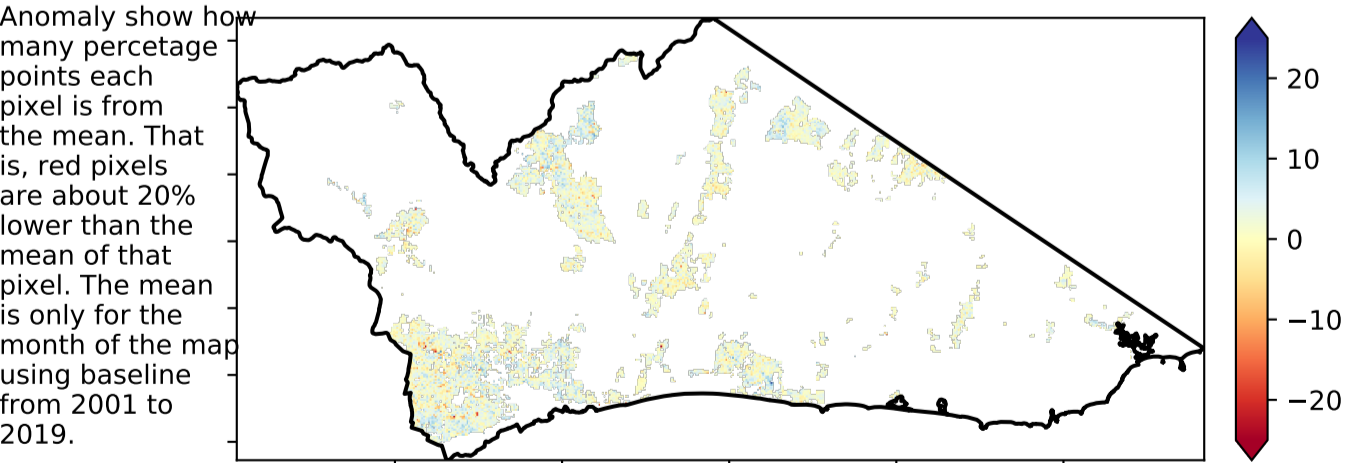 Anomaly show how
many percetage
points each
pixel is from
the mean. That
is, red pixels
are about 20%
lower than the
mean of that
pixel. The mean
is only for the
month of the map
using baseline
from 2001 to
2019.
20
10
0
−10
−20